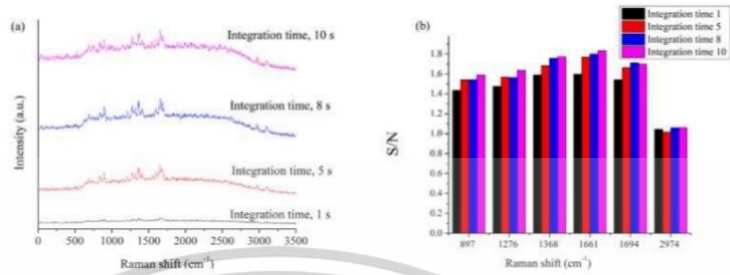 (a)
Integration time, 10 s
Integration time, 8 s
Integration time, 5 s
Integration time, 1 s
Intensity (a.u.)
0 500 1000 1500 2000 2500 3000 3500
Raman shift (cm⁻¹)
(b)
Integration time 1
Integration time 5
Integration time 8
Integration time 10
S/N
1.8
1.6
1.4
1.2
1.0
0.8
0.6
0.4
0.2
0.0
897 1276 1368 1661 1694 2974
Raman shift (cm⁻¹)